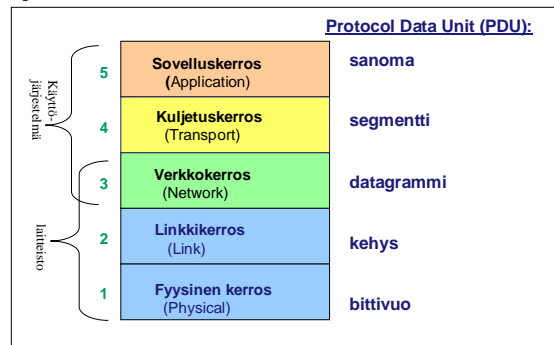 Protocol Data Unit (PDU):
5
Sovelluskerros
(Application)
sanoma
4
Kuljetuskerros
(Transport)
segmentti
3
Verkkokerros
(Network)
datagrammi
2
Linkkikerros
(Link)
kehys
1
Fyysinen kerros
(Physical)
bittivuo
Käyttö-
järjestelmä
laitteisto